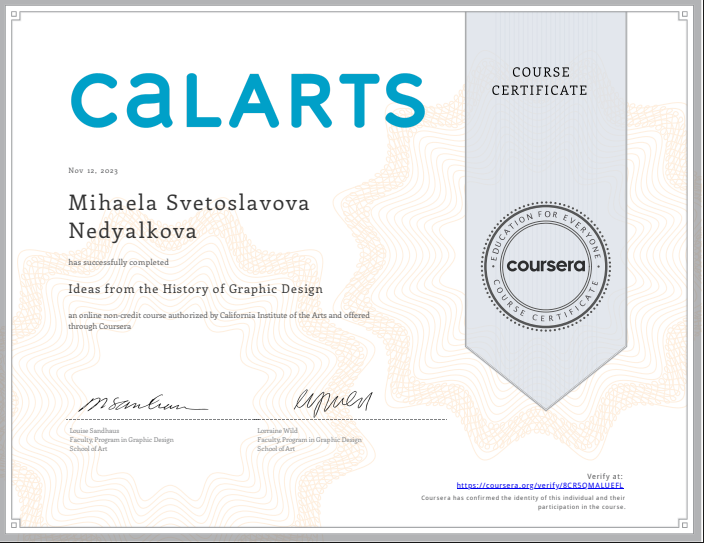 CALARTS
COURSE
CERTIFICATE
Nov 12, 2023
Mihaela Svetoslavova
Nedyalkova
has successfully completed
Ideas from the History of Graphic Design
an online non-credit course authorized by California Institute of the Arts and offered
through Coursera
EDUCATION FOR EVERYONE
coursera
COURSE CERTIFICATE
Louise Sandhaus
Faculty, Program in Graphic Design
School of Art
Lorraine Wild
Faculty, Program in Graphic Design
School of Art
Verify at:
https://coursera.org/verify/8CR5QMALUEFL
Coursera has confirmed the identity of this individual and their
participation in the course.